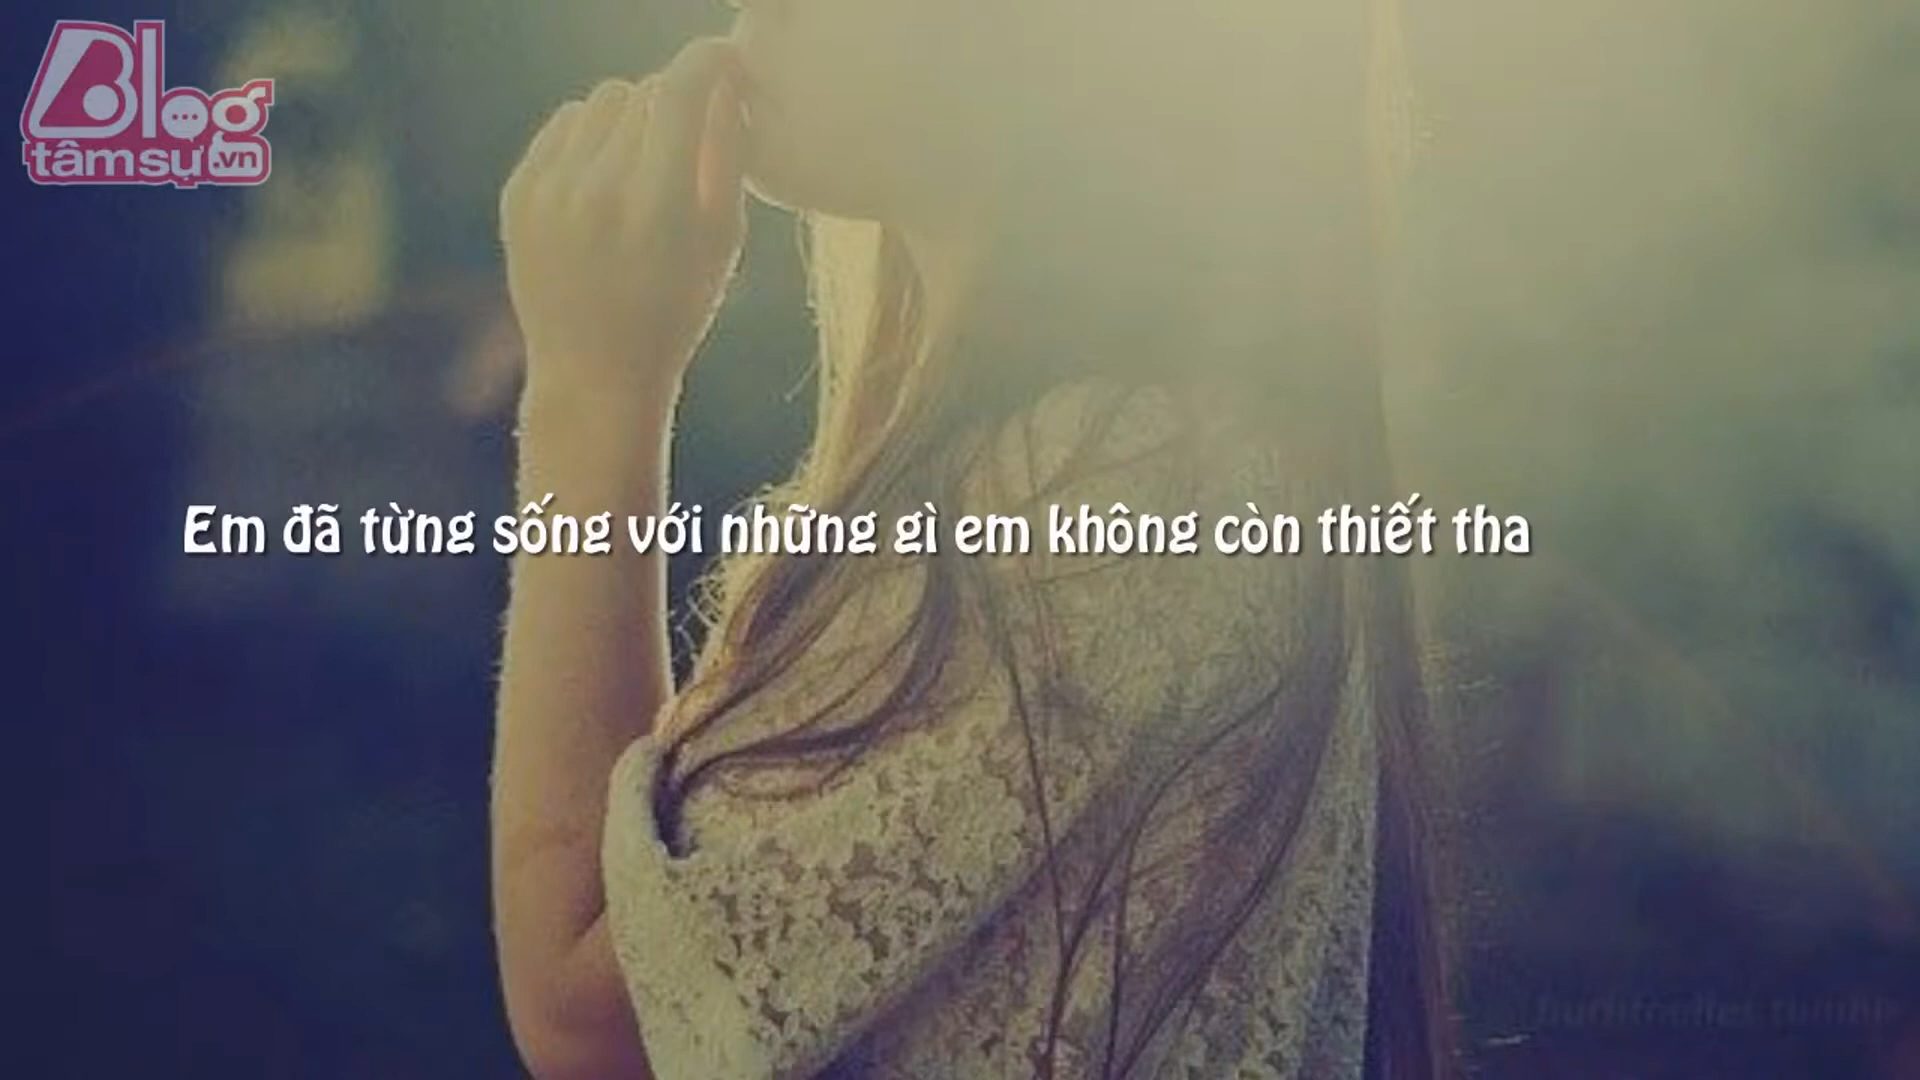 Blog
tâmsự.vn
Em đã từng sống với những gì em không còn thiết tha